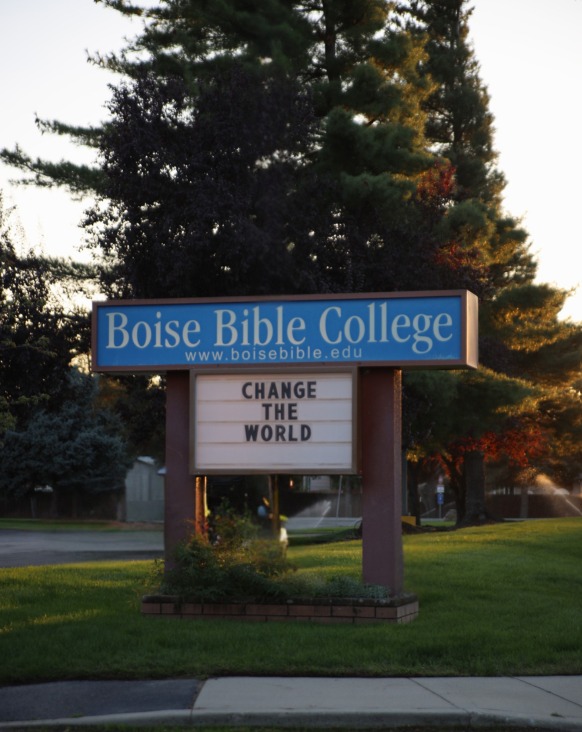 Boise Bible College
www.boisebible.edu
CHANGE
THE
WORLD